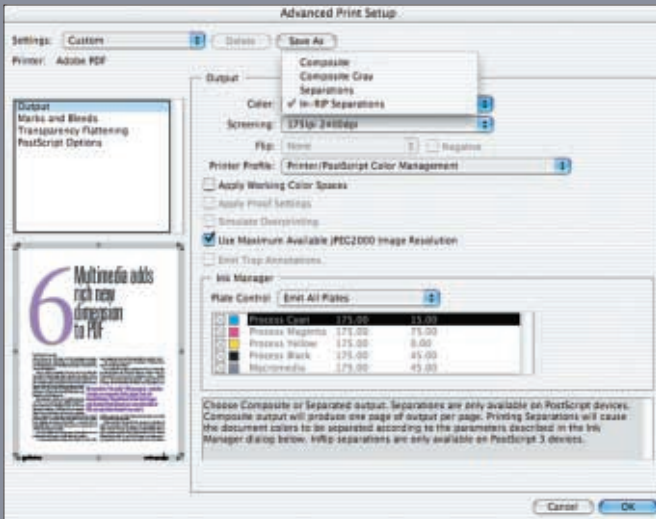 Advanced Print Setup
Settings: Custom Delete Save As
Printer: Adobe PDF
Output
Marks and Bleeds
Transparency Flattening
PostScript Options
Output
Composite
Composite Gray
Separations
Color: ✓ In-RIP Separations
Screening: 175lpi 2400dpi
Flip: None Negative
Printer Profile: Printer/PostScript Color Management
Apply Working Color Spaces
Apply Proof Settings
Simulate Overprinting
Use Maximum Available JPEG2000 Image Resolution
Emit Trap Annotations
Ink Manager
Plate Control Emit All Plates
Process Cyan 175.00 15.00
Process Magenta 175.00 75.00
Process Yellow 175.00 0.00
Process Black 175.00 45.00
Macromedia 175.00 45.00
6 Multimedia adds
rich new
dimension
to PDF
Choose Composite or Separated output. Separations are only available on PostScript devices.
Composite output will produce one page of output per page. Printing Separations will cause
the document colors to be separated according to the parameters described in the Ink
Manager dialog below. InRip separations are only available on PostScript 3 devices.
Cancel OK